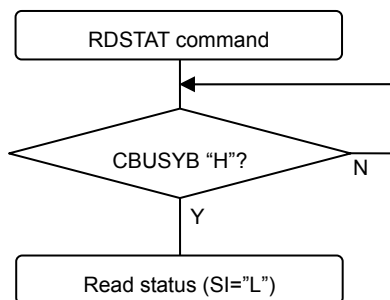 RDSTAT command
CBUSYB “H”?
N
Y
Read status (SI=”L”)